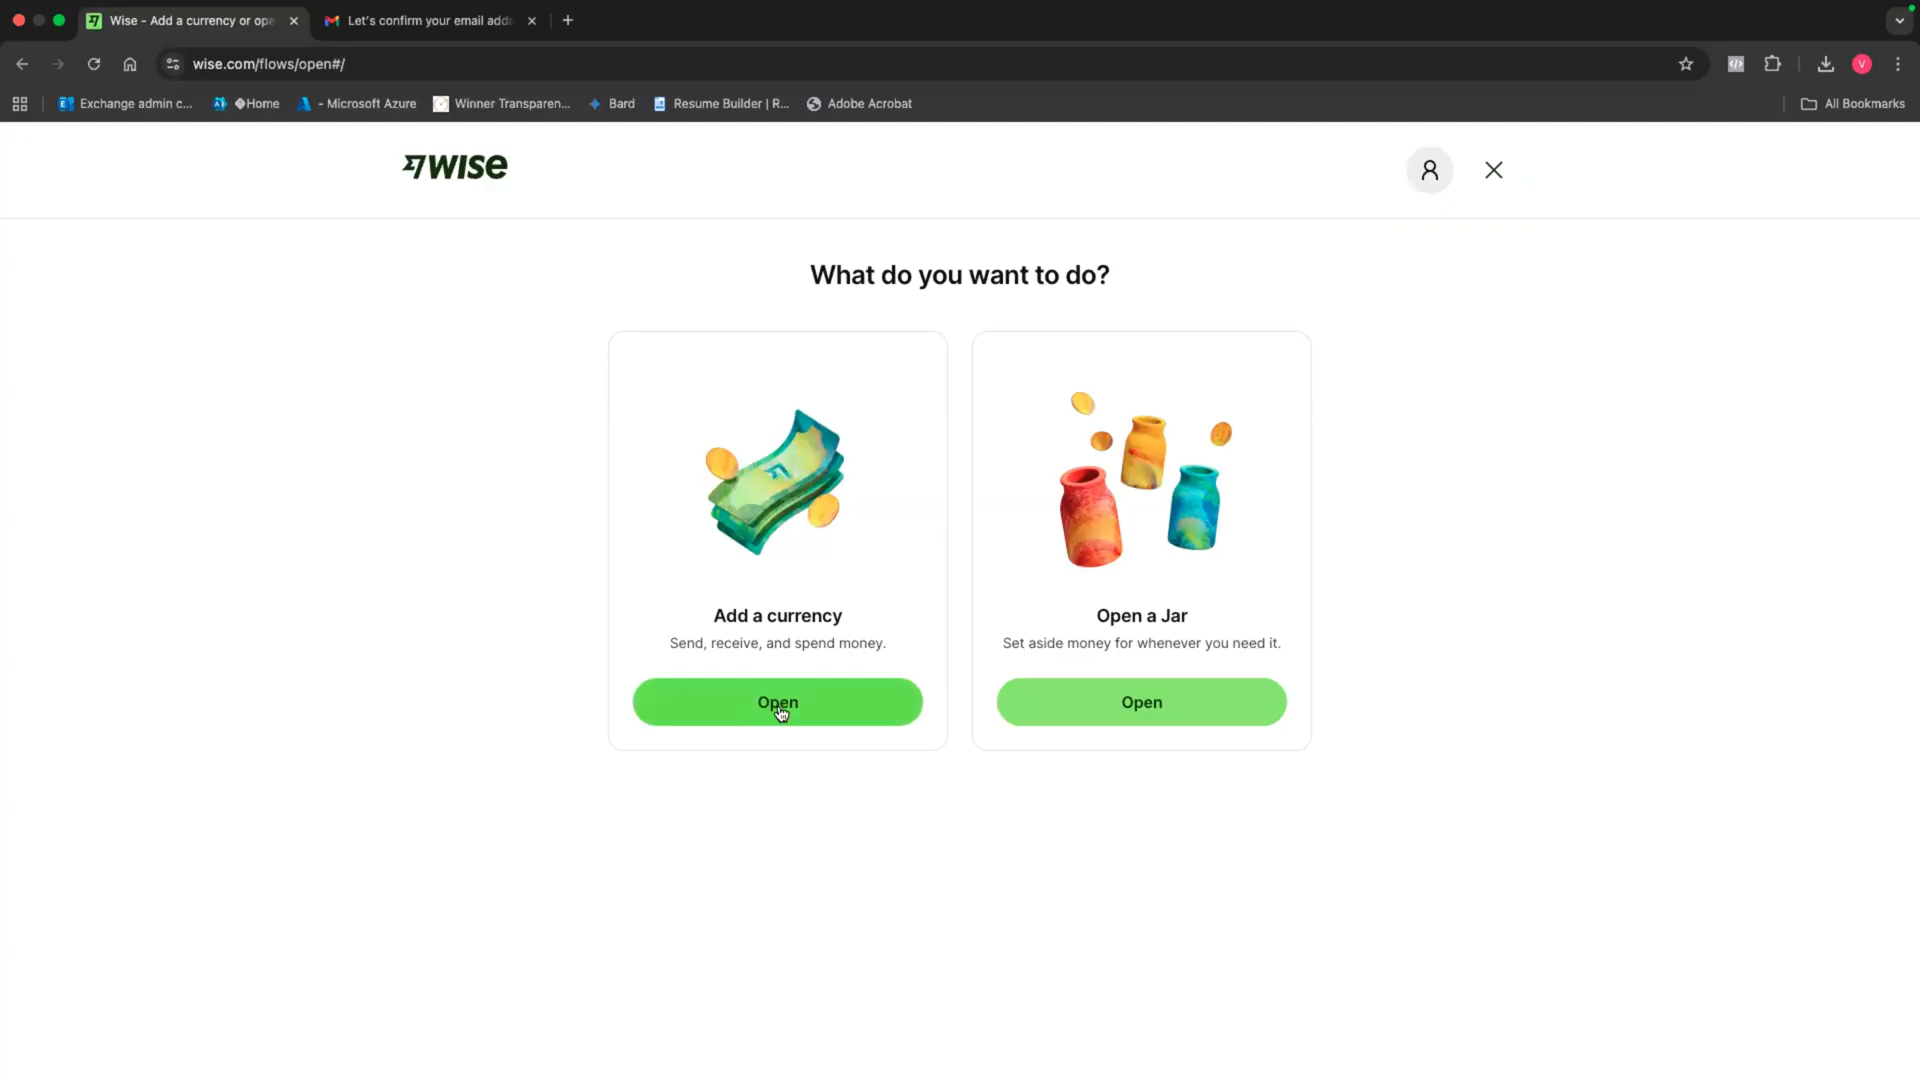 Wise - Add a currency or ope
Let's confirm your email addr
wise.com/flows/open#/
V
Exchange admin c...
Home
- Microsoft Azure
Winner Transparen...
Bard
Resume Builder | R...
Adobe Acrobat
All Bookmarks
WISE
What do you want to do?
Add a currency
Send, receive, and spend money.
Open
Open a Jar
Set aside money for whenever you need it.
Open